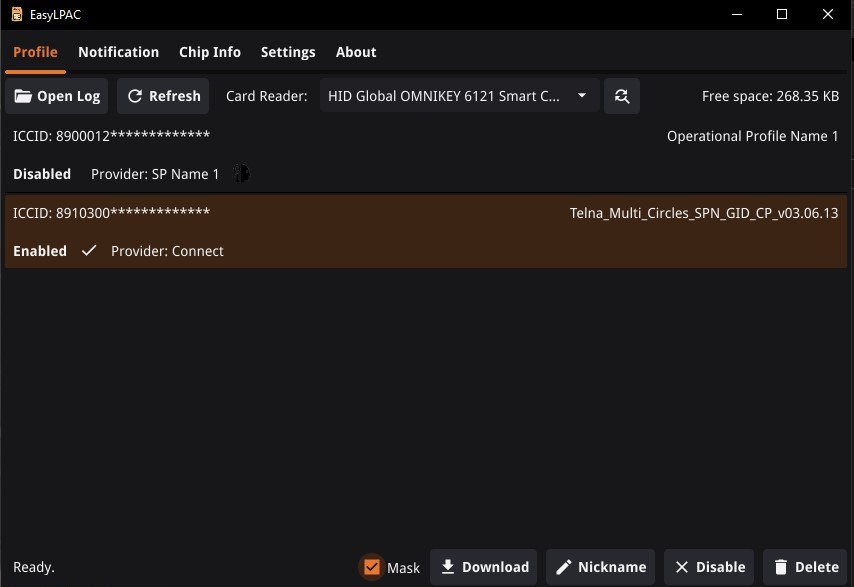 EasyLPAC
Profile Notification Chip Info Settings About
Open Log Refresh Card Reader: HID Global OMNIKEY 6121 Smart C... Free space: 268.35 KB
ICCID: 8900012************* Operational Profile Name 1
Disabled Provider: SP Name 1
ICCID: 8910300************* Telna_Multi_Circles_SPN_GID_CP_v03.06.13
Enabled Provider: Connect
Ready. Mask Download Nickname Disable Delete